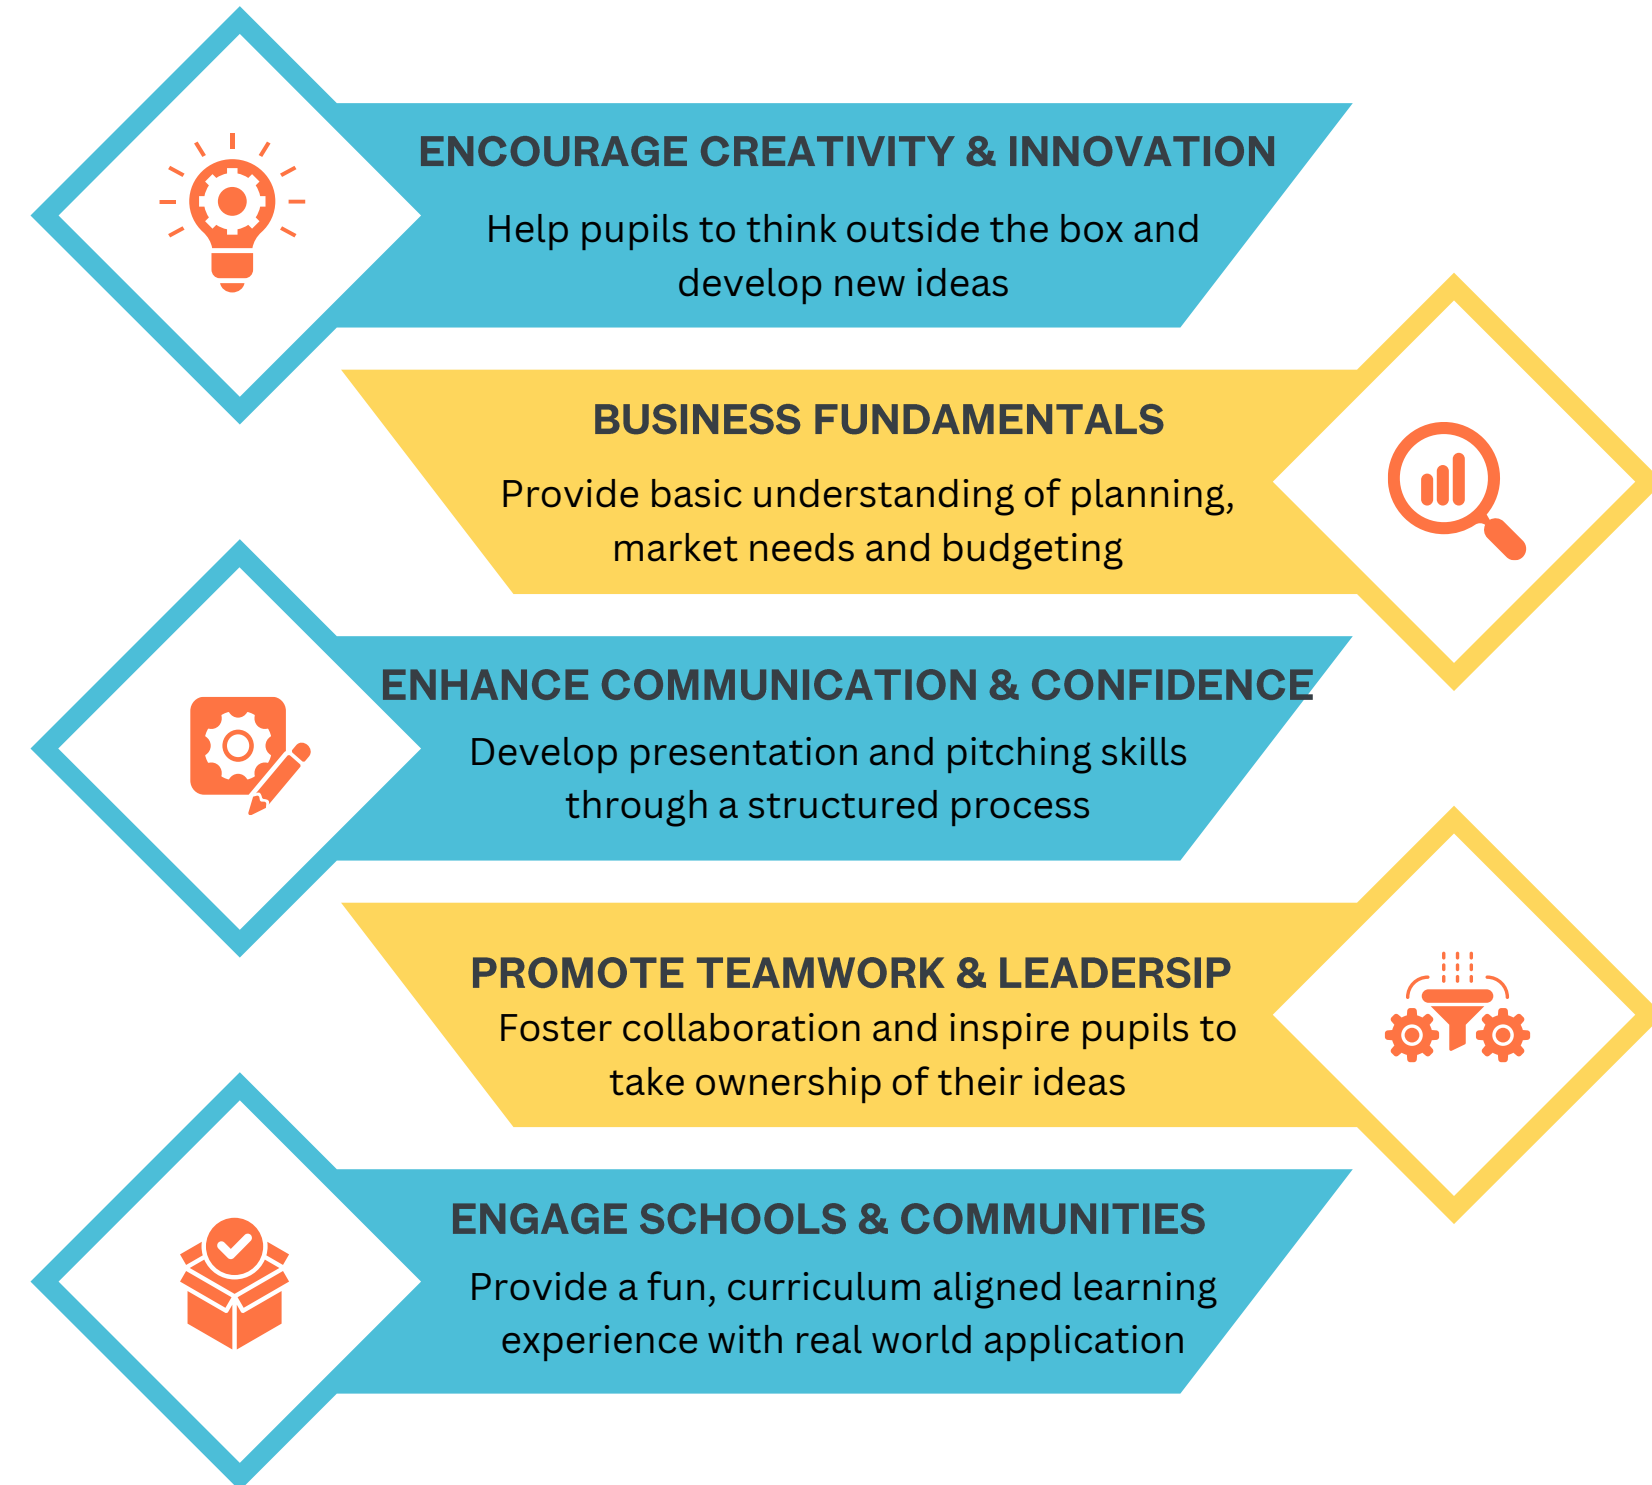 ENCOURAGE CREATIVITY & INNOVATION
Help pupils to think outside the box and
develop new ideas
BUSINESS FUNDAMENTALS
Provide basic understanding of planning,
market needs and budgeting
ENHANCE COMMUNICATION & CONFIDENCE
Develop presentation and pitching skills
through a structured process
PROMOTE TEAMWORK & LEADERSIP
Foster collaboration and inspire pupils to
take ownership of their ideas
ENGAGE SCHOOLS & COMMUNITIES
Provide a fun, curriculum aligned learning
experience with real world application